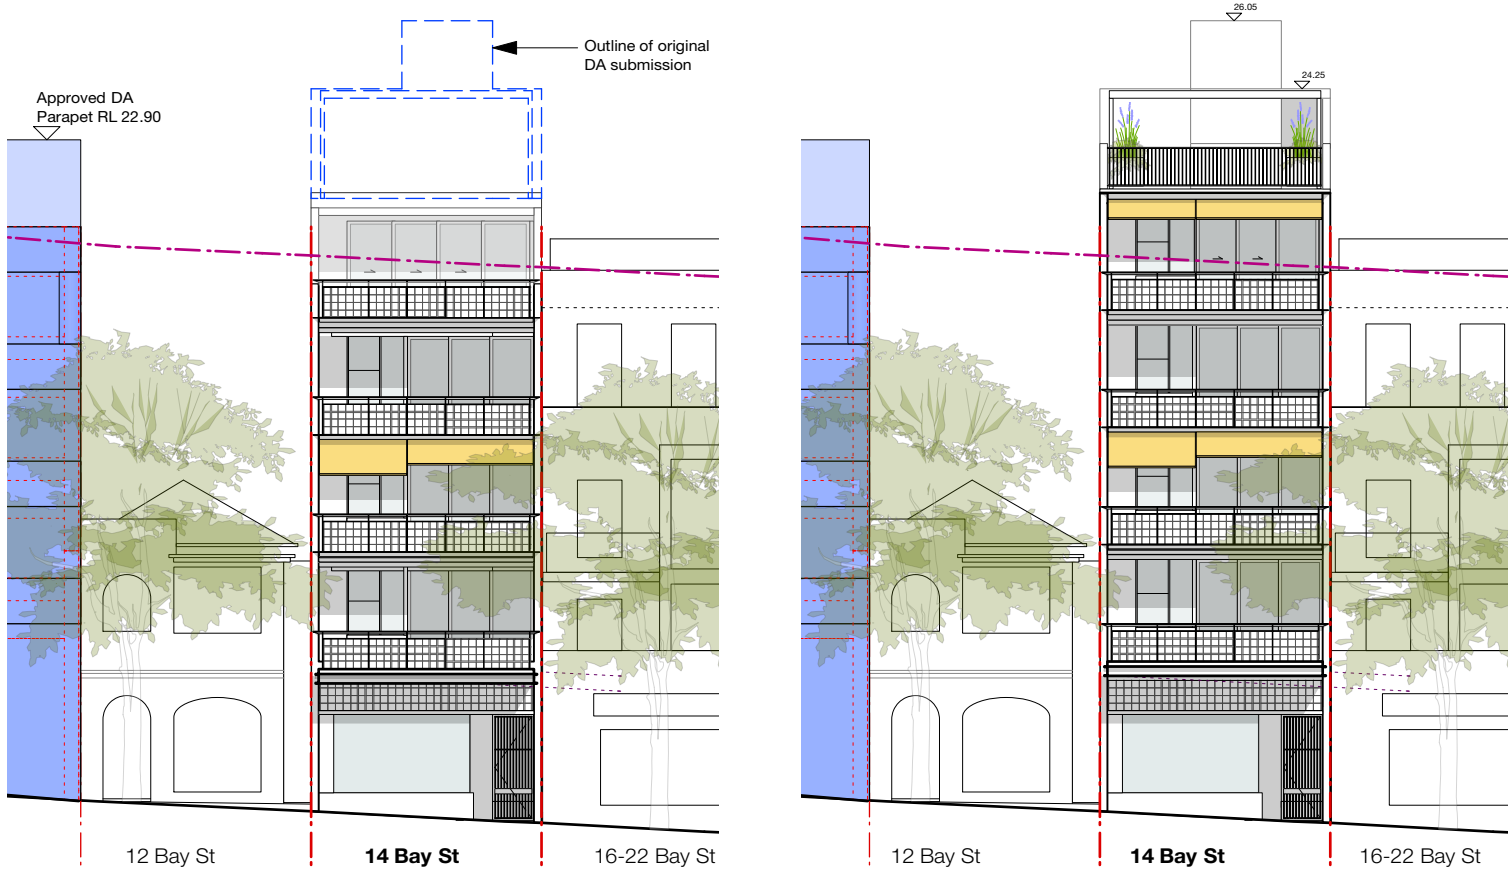 Outline of original
DA submission
Approved DA
Parapet RL 22.90
12 Bay St
14 Bay St
16-22 Bay St
26.05
24.25
12 Bay St
14 Bay St
16-22 Bay St